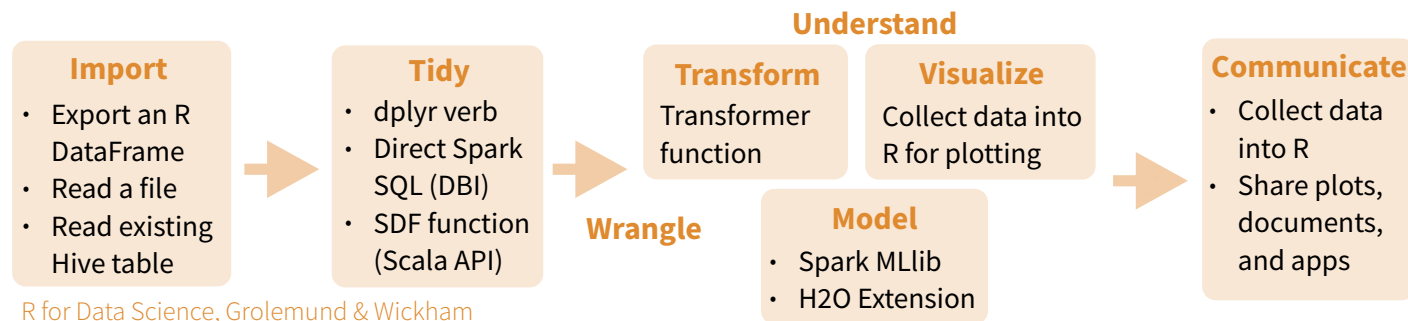 Import
• Export an R
DataFrame
• Read a file
• Read existing
Hive table
Tidy
• dplyr verb
• Direct Spark
SQL (DBI)
• SDF function
(Scala API)
Understand
Transform
Transformer
function
Visualize
Collect data into
R for plotting
Wrangle
Model
• Spark MLlib
• H2O Extension
Communicate
• Collect data
into R
• Share plots,
documents,
and apps
R for Data Science, Grolemund & Wickham